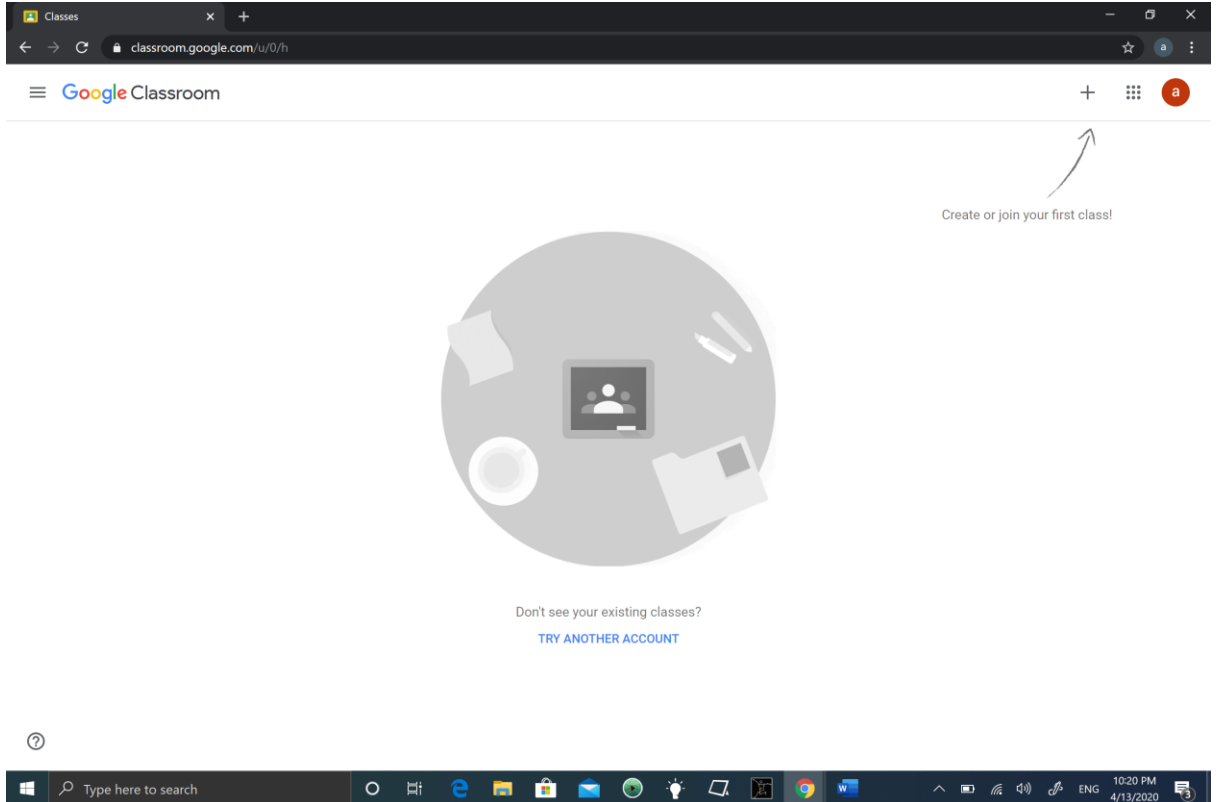 Classes
classroom.google.com/u/0/h
a
Google Classroom
a
Create or join your first class!
Don't see your existing classes?
TRY ANOTHER ACCOUNT
Type here to search
ENG
10:20 PM
4/13/2020
3